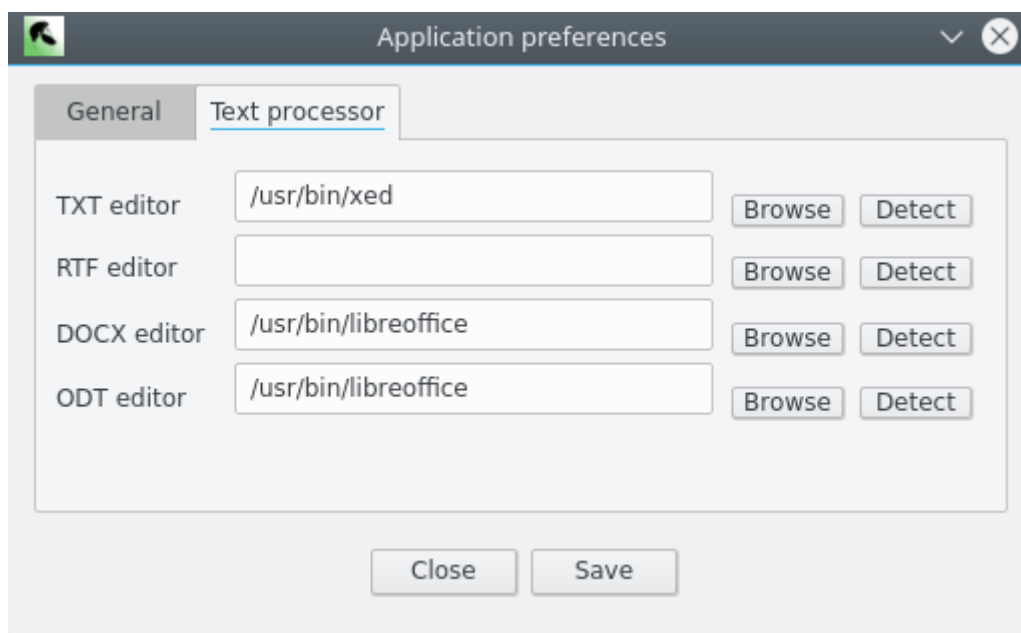 Application preferences
General Text processor
TXT editor /usr/bin/xed Browse Detect
RTF editor Browse Detect
DOCX editor /usr/bin/libreoffice Browse Detect
ODT editor /usr/bin/libreoffice Browse Detect
Close Save